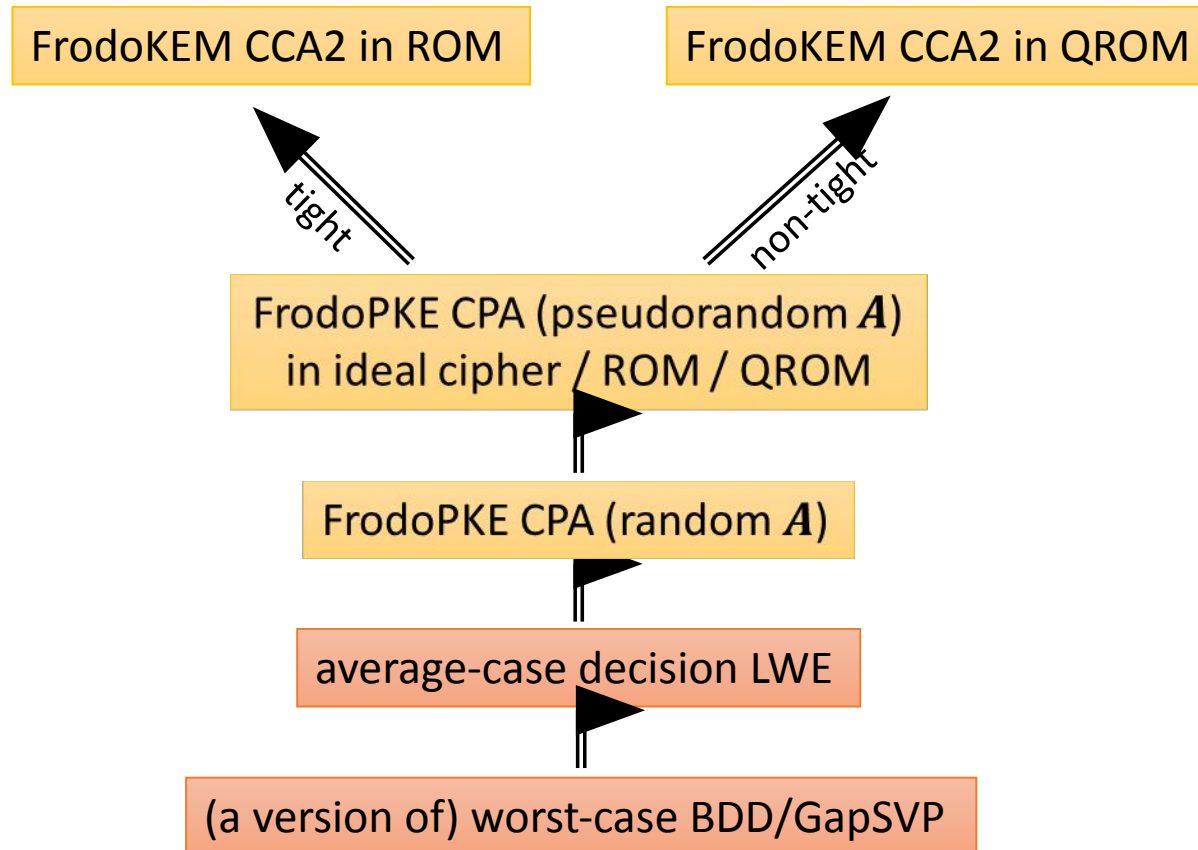 FrodoKEM CCA2 in ROM
FrodoKEM CCA2 in QROM
tight
non-tight
FrodoPKE CPA (pseudorandom A)
in ideal cipher / ROM / QROM
FrodoPKE CPA (random A)
average-case decision LWE
(a version of) worst-case BDD/GapSVP